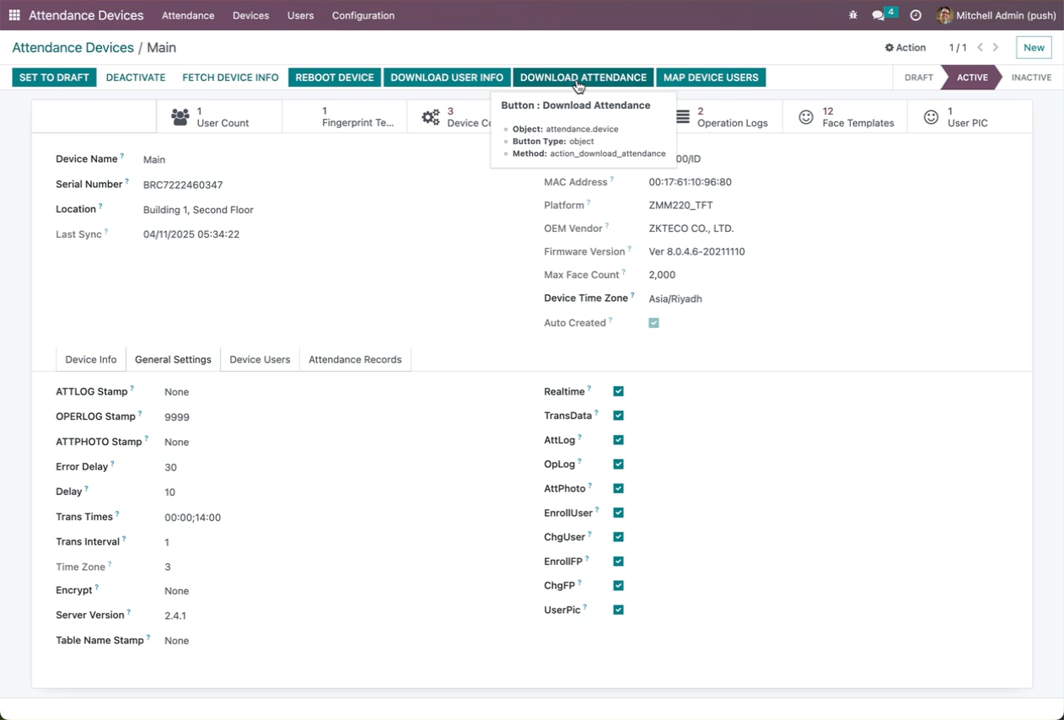 Attendance Devices Attendance Devices Users Configuration 4 Mitchell Admin (push)
Attendance Devices / Main Action 1 / 1 New
SET TO DRAFT DEACTIVATE FETCH DEVICE INFO REBOOT DEVICE DOWNLOAD USER INFO DOWNLOAD ATTENDANCE MAP DEVICE USERS DRAFT ACTIVE INACTIVE
1 User Count
1 Fingerprint Te...
3 Device Co
2 Operation Logs
12 Face Templates
1 User PIC
Button : Download Attendance
Object: attendance.device
Button Type: object
Method: action_download_attendance
Device Name ? Main
Serial Number ? BRC7222460347
Location ? Building 1, Second Floor
Last Sync ? 04/11/2025 05:34:22
00/ID
MAC Address ? 00:17:61:10:96:80
Platform ? ZMM220_TFT
OEM Vendor ? ZKTECO CO., LTD.
Firmware Version ? Ver 8.0.4.6-20211110
Max Face Count ? 2,000
Device Time Zone ? Asia/Riyadh
Auto Created ?
Device Info General Settings Device Users Attendance Records
ATTLOG Stamp ? None
OPERLOG Stamp ? 9999
ATTPHOTO Stamp ? None
Error Delay ? 30
Delay ? 10
Trans Times ? 00:00;14:00
Trans Interval ? 1
Time Zone ? 3
Encrypt ? None
Server Version ? 2.4.1
Table Name Stamp ? None
Realtime ?
TransData ?
AttLog ?
OpLog ?
AttPhoto ?
EnrollUser ?
ChgUser ?
EnrollFP ?
ChgFP ?
UserPic ?